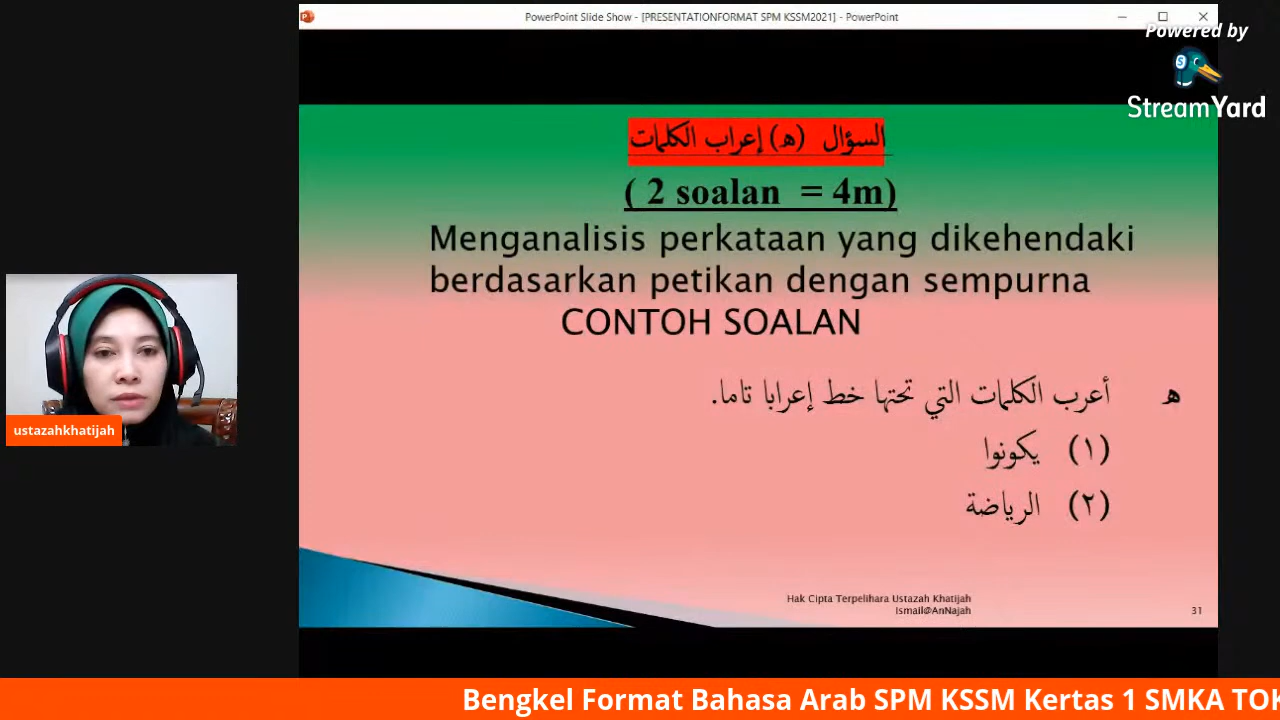 PowerPoint Slide Show - [PRESENTATIONFORMAT SPM KSSM2021] - PowerPoint
Powered by
StreamYard
السؤال (ه) إعراب الكلمات
( 2 soalan = 4m)
Menganalisis perkataan yang dikehendaki
berdasarkan petikan dengan sempurna
CONTOH SOALAN
ه أعرب الكلمات التي تحتها خط إعرابا تاما.
(١) يكونوا
(٢) الرياضة
ustazahkhatijah
Hak Cipta Terpelihara Ustazah Khatijah
Ismail@AnNajah
31
Bengkel Format Bahasa Arab SPM KSSM Kertas 1 SMKA TOK